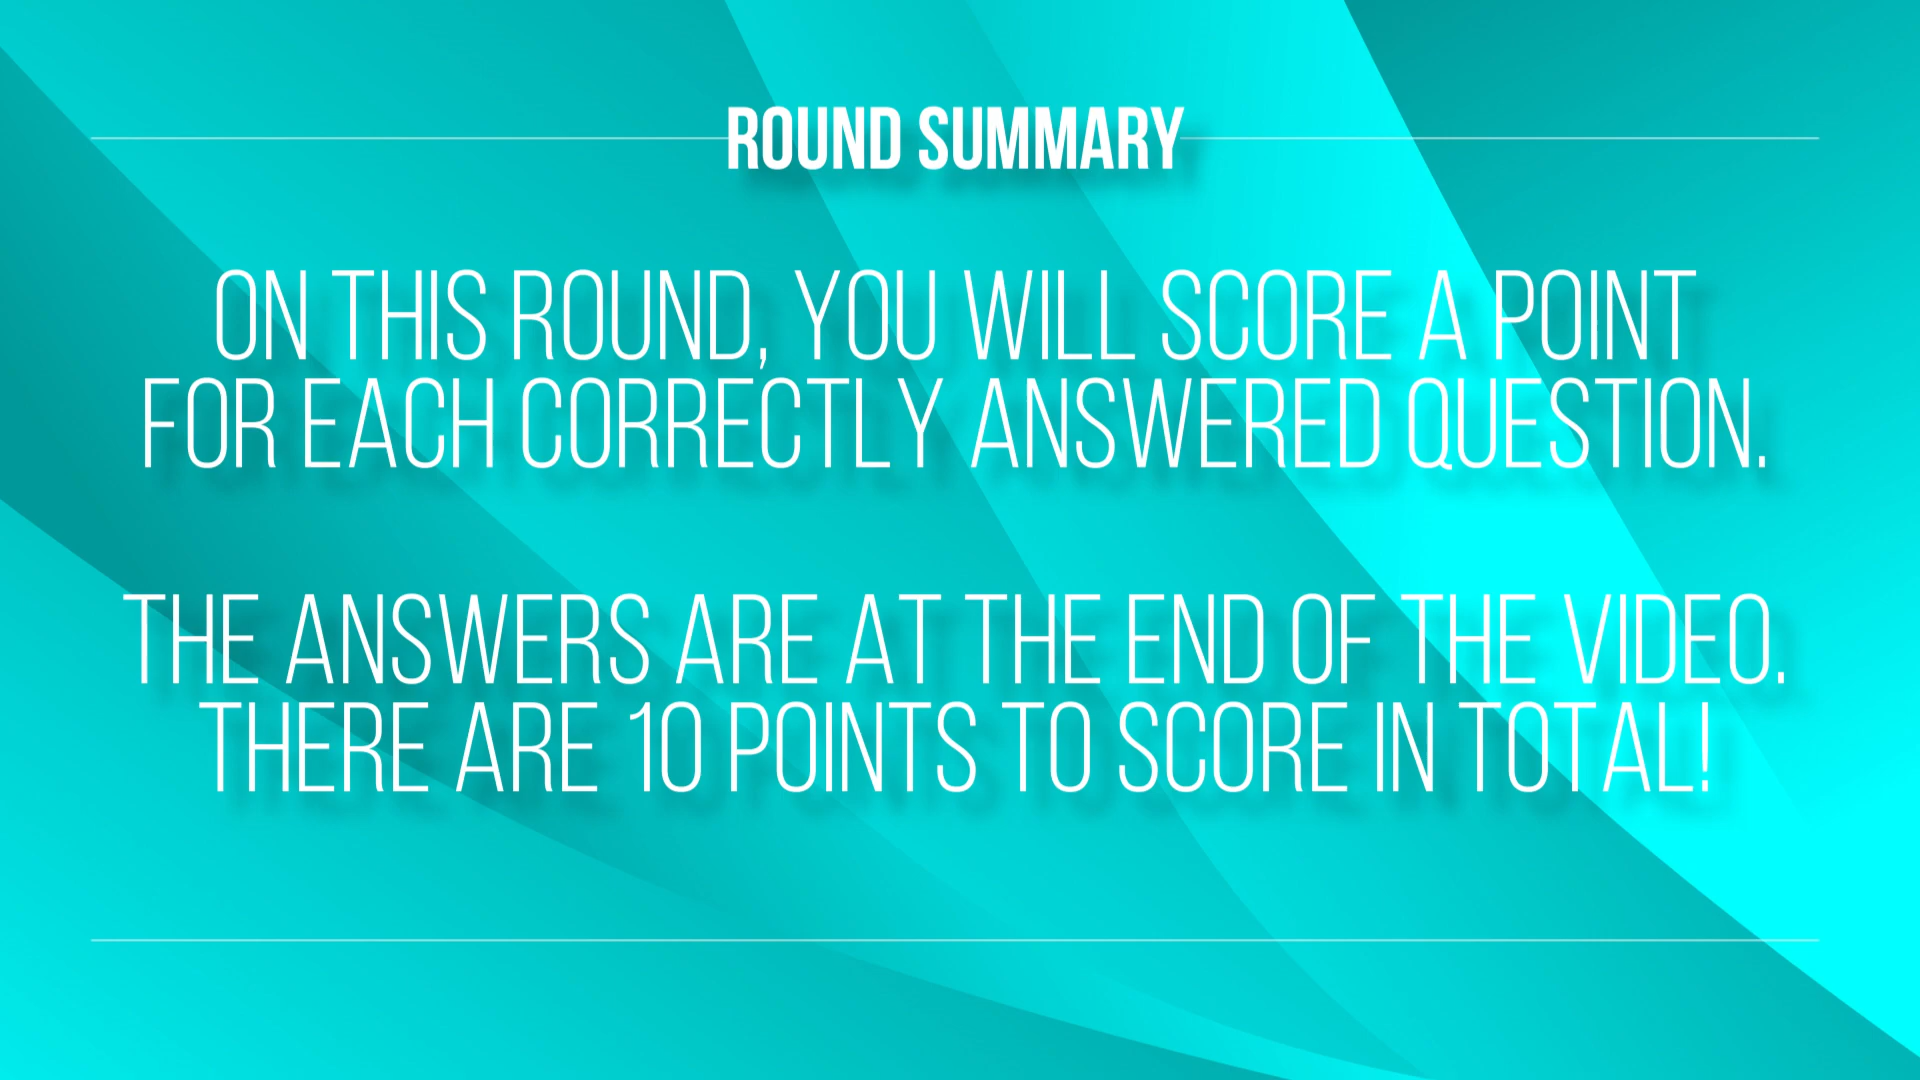 ROUND SUMMARY
ON THIS ROUND, YOU WILL SCORE A POINT
FOR EACH CORRECTLY ANSWERED QUESTION.
THE ANSWERS ARE AT THE END OF THE VIDEO.
THERE ARE 10 POINTS TO SCORE IN TOTAL!